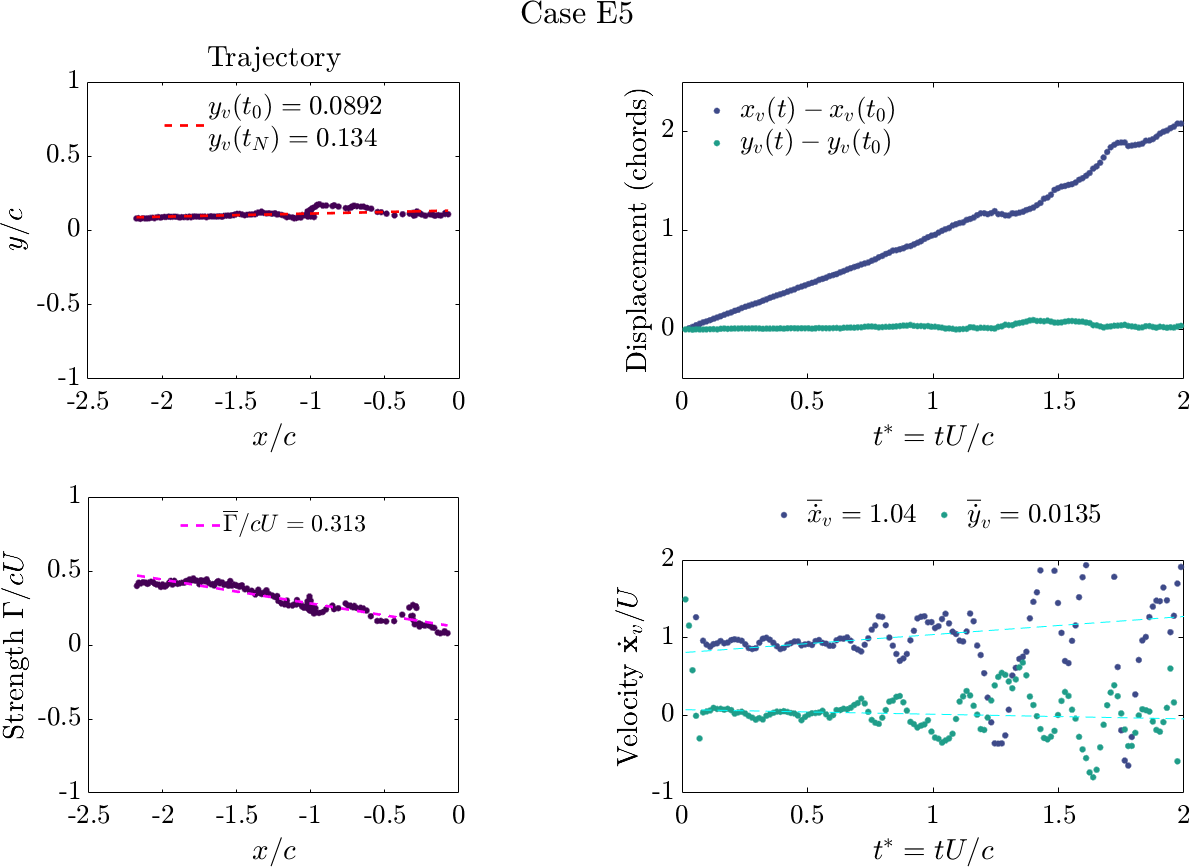 Case E5
Trajectory
y_v(t_0) = 0.0892
y_v(t_N) = 0.134
1
0.5
0
-0.5
-1
y/c
-2.5 -2 -1.5 -1 -0.5 0
x/c
x_v(t) − x_v(t_0)
y_v(t) − y_v(t_0)
2
1
0
Displacement (chords)
0 0.5 1 1.5 2
t* = tU/c
Γ̅/cU = 0.313
1
0.5
0
-0.5
-1
Strength Γ/cU
-2.5 -2 -1.5 -1 -0.5 0
x/c
ẋ̅_v = 1.04 ẏ̅_v = 0.0135
2
1
0
-1
Velocity ẋ_v/U
0 0.5 1 1.5 2
t* = tU/c